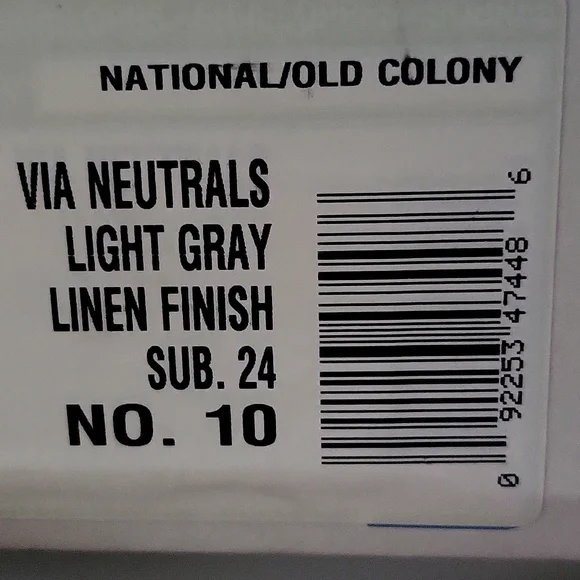 NATIONAL/OLD COLONY
VIA NEUTRALS
LIGHT GRAY
LINEN FINISH
SUB. 24
NO. 10
0 92253 47448 6